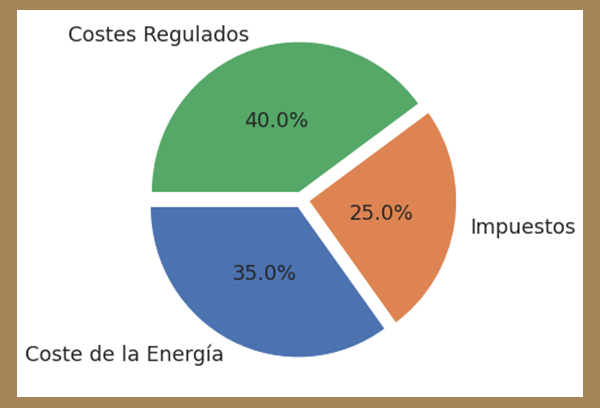 Costes Regulados
40.0%
25.0%
Impuestos
35.0%
Coste de la Energía